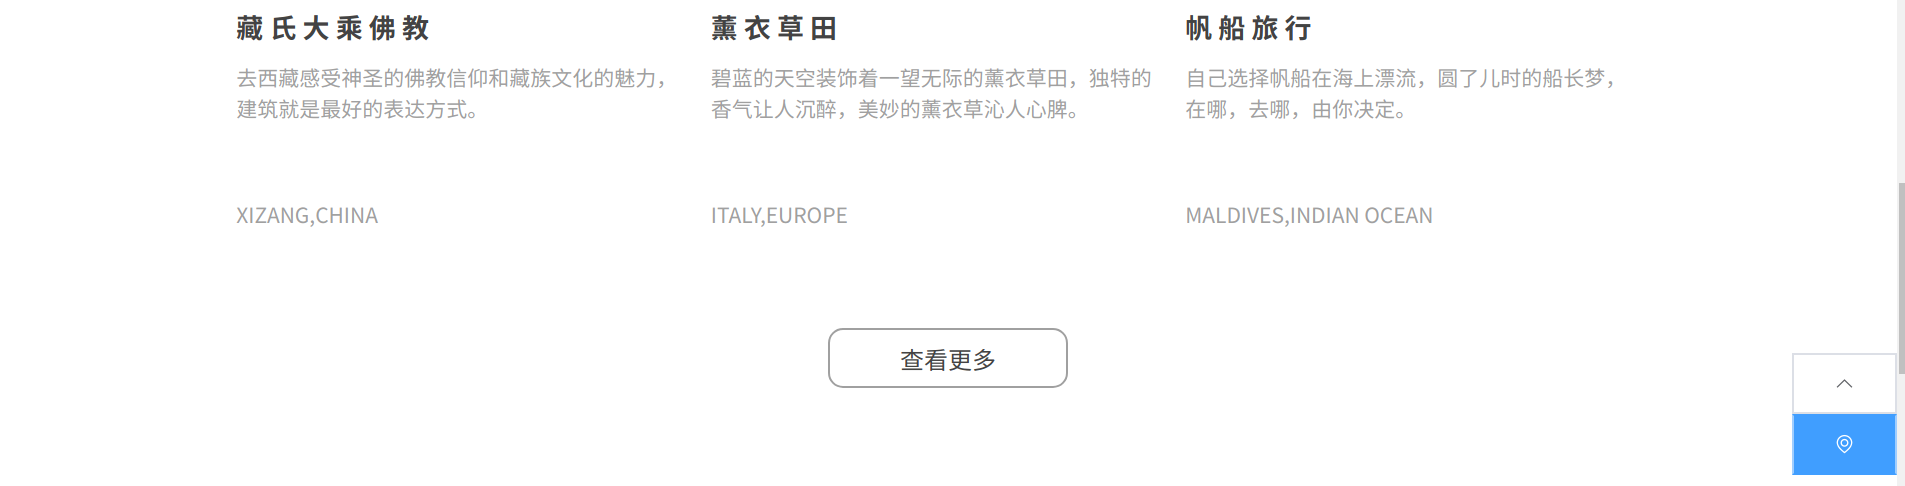 藏氏大乘佛教
去西藏感受神圣的佛教信仰和藏族文化的魅力，
建筑就是最好的表达方式。
XIZANG,CHINA
薰衣草田
碧蓝的天空装饰着一望无际的薰衣草田，独特的
香气让人沉醉，美妙的薰衣草沁人心脾。
ITALY,EUROPE
帆船旅行
自己选择帆船在海上漂流，圆了儿时的船长梦，
在哪，去哪，由你决定。
MALDIVES,INDIAN OCEAN
查看更多